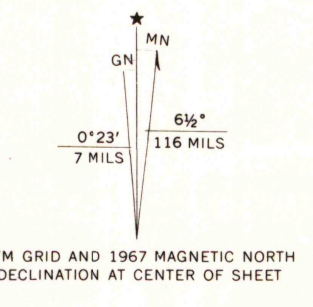 ★
MN
GN
6½°
116 MILS
0°23′
7 MILS
M GRID AND 1967 MAGNETIC NORTH
DECLINATION AT CENTER OF SHEET